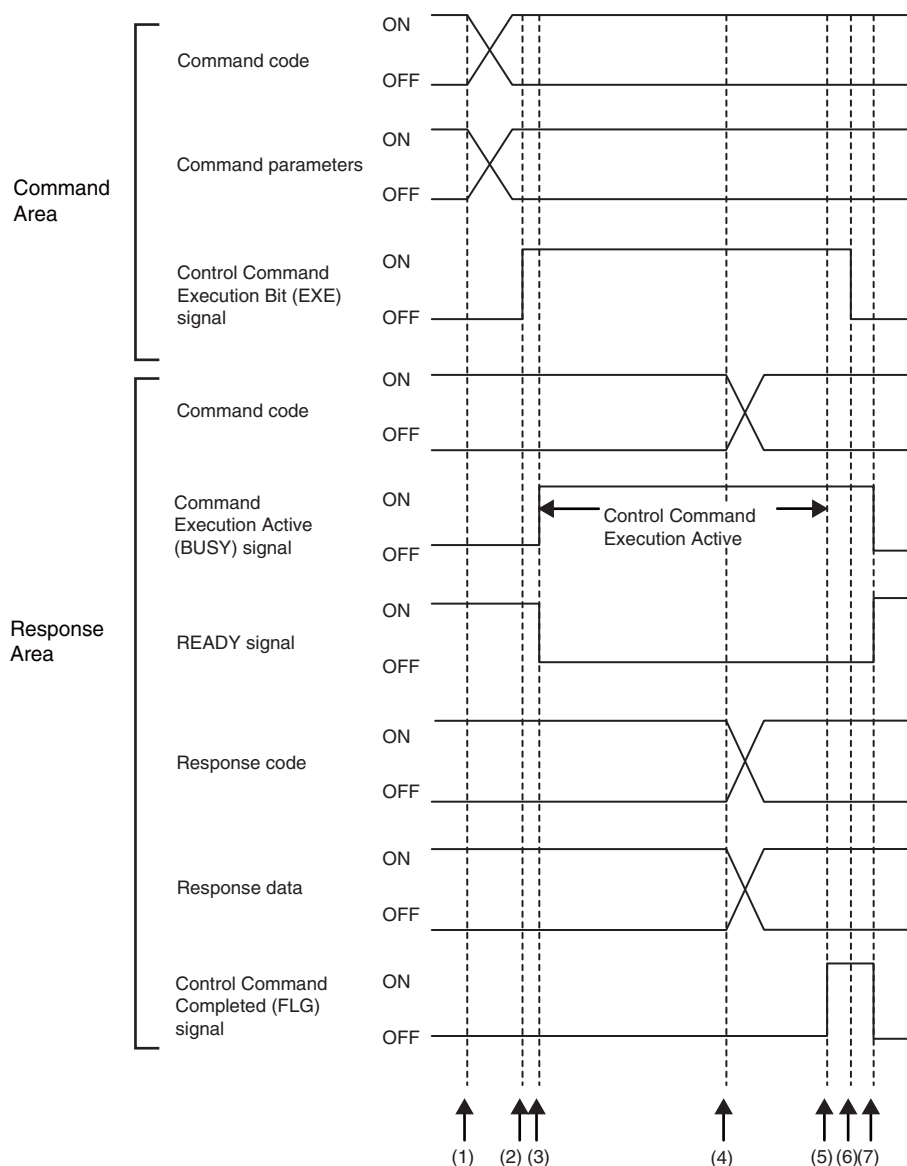 Command
Area
Command code
ON
OFF
Command parameters
ON
OFF
Control Command
Execution Bit (EXE)
signal
ON
OFF
Response
Area
Command code
ON
OFF
Command
Execution Active
(BUSY) signal
ON
OFF
Control Command
Execution Active
READY signal
ON
OFF
Response code
ON
OFF
Response data
ON
OFF
Control Command
Completed (FLG)
signal
ON
OFF
(1) (2) (3) (4) (5) (6) (7)